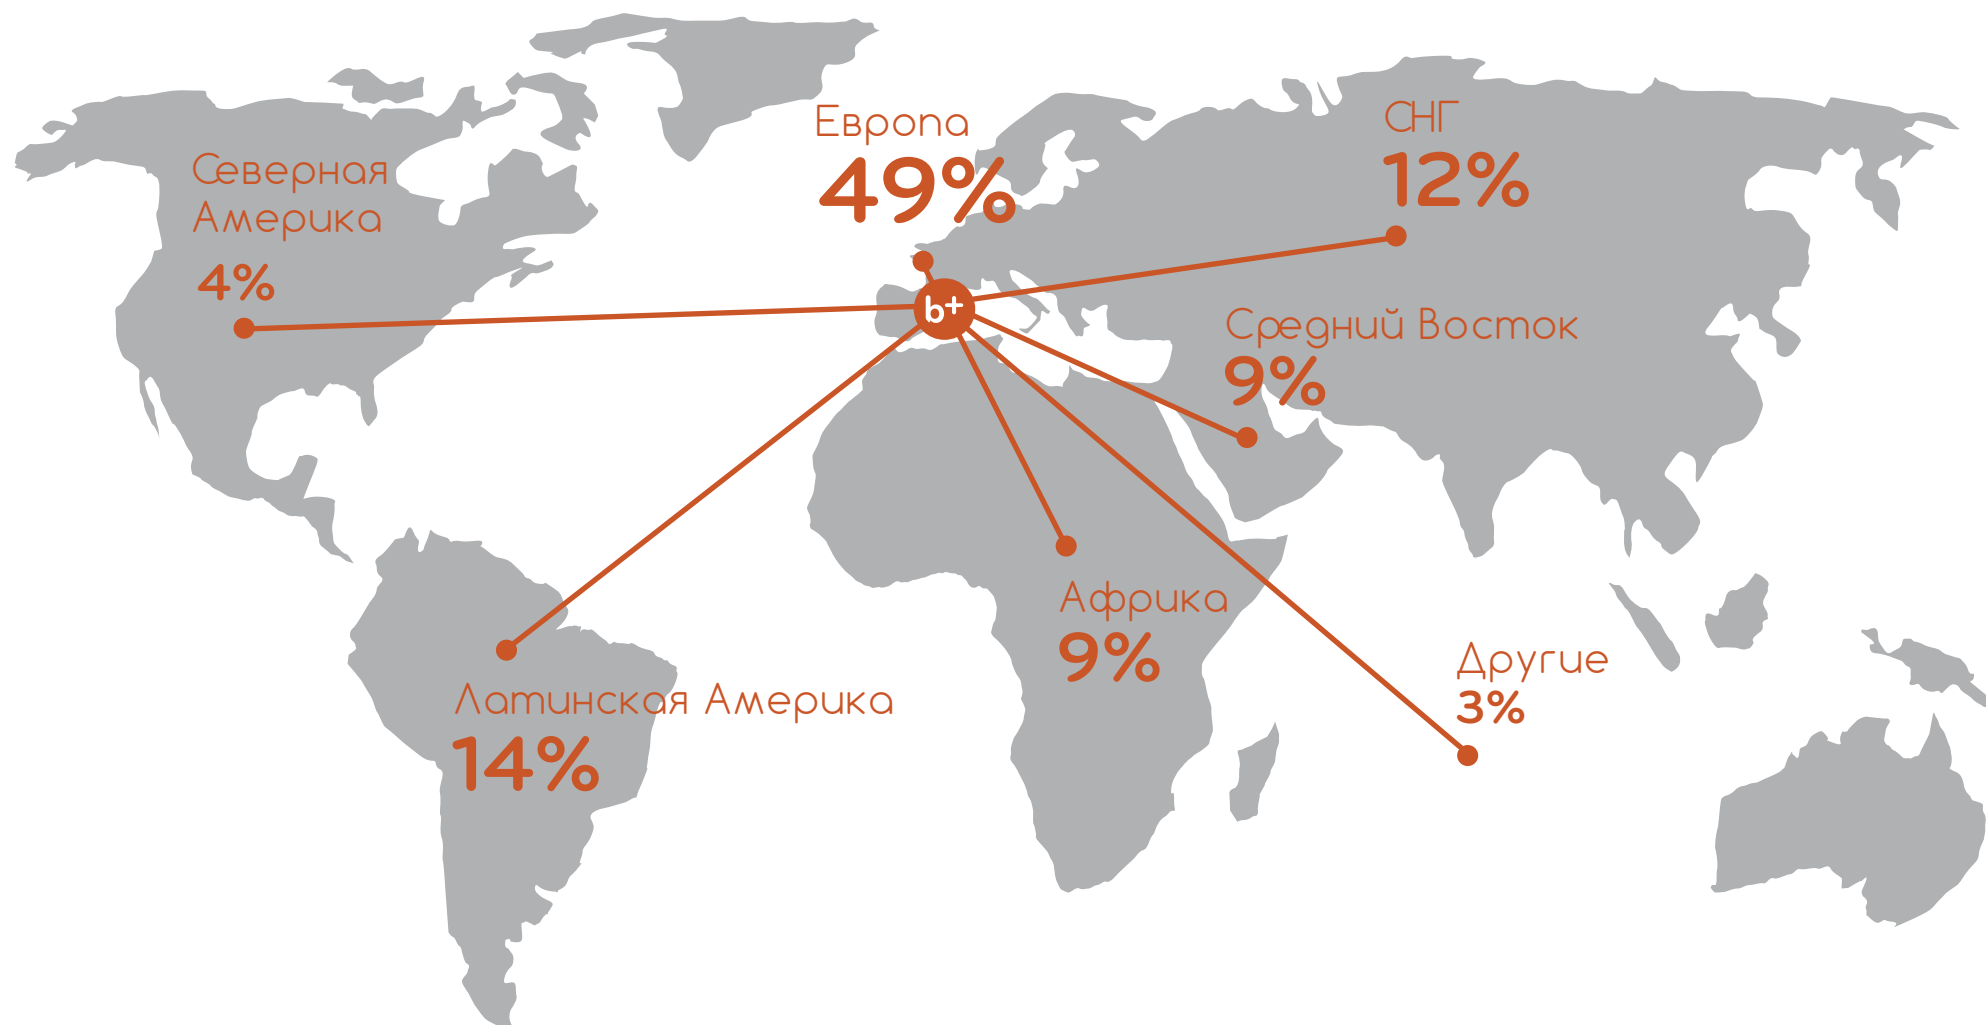 Европа
49%
СНГ
12%
Северная
Америка
4%
b+
Средний Восток
9%
Африка
9%
Другие
3%
Латинская Америка
14%